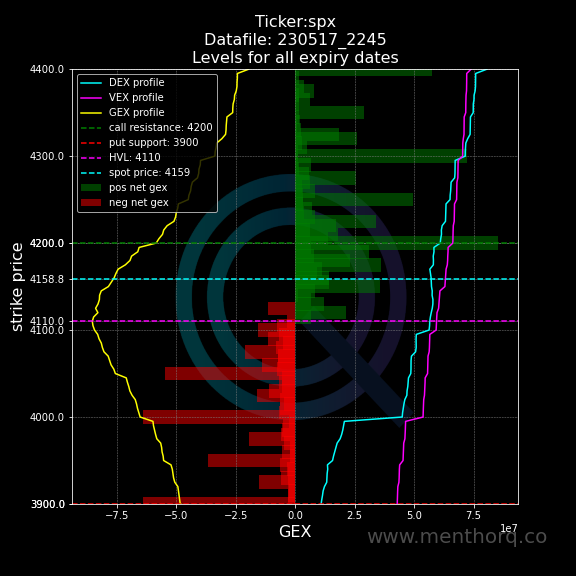 Ticker:spx
Datafile: 230517_2245
Levels for all expiry dates
DEX profile
VEX profile
GEX profile
call resistance: 4200
put support: 3900
HVL: 4110
spot price: 4159
pos net gex
neg net gex
4400.0
4300.0
4200.0
4158.8
4110.0
4100.0
4000.0
3900.0
strike price
−7.5 −5.0 −2.5 0.0 2.5 5.0 7.5
1e7
GEX
www.menthorq.co